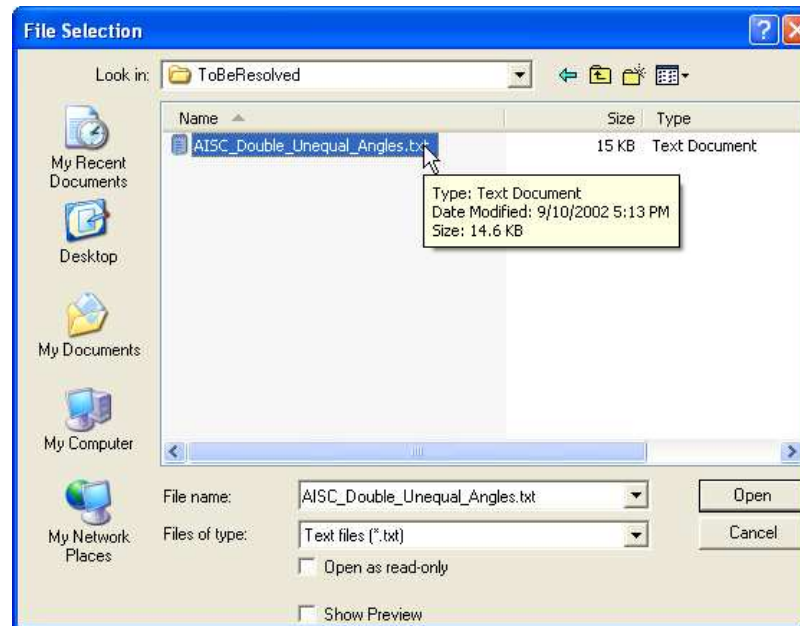 File Selection
Look in: ToBeResolved
Name Size Type
AISC_Double_Unequal_Angles.txt 15 KB Text Document
Type: Text Document
Date Modified: 9/10/2002 5:13 PM
Size: 14.6 KB
My Recent
Documents
Desktop
My Documents
My Computer
My Network
Places
File name: AISC_Double_Unequal_Angles.txt Open
Files of type: Text files (*.txt) Cancel
Open as read-only
Show Preview